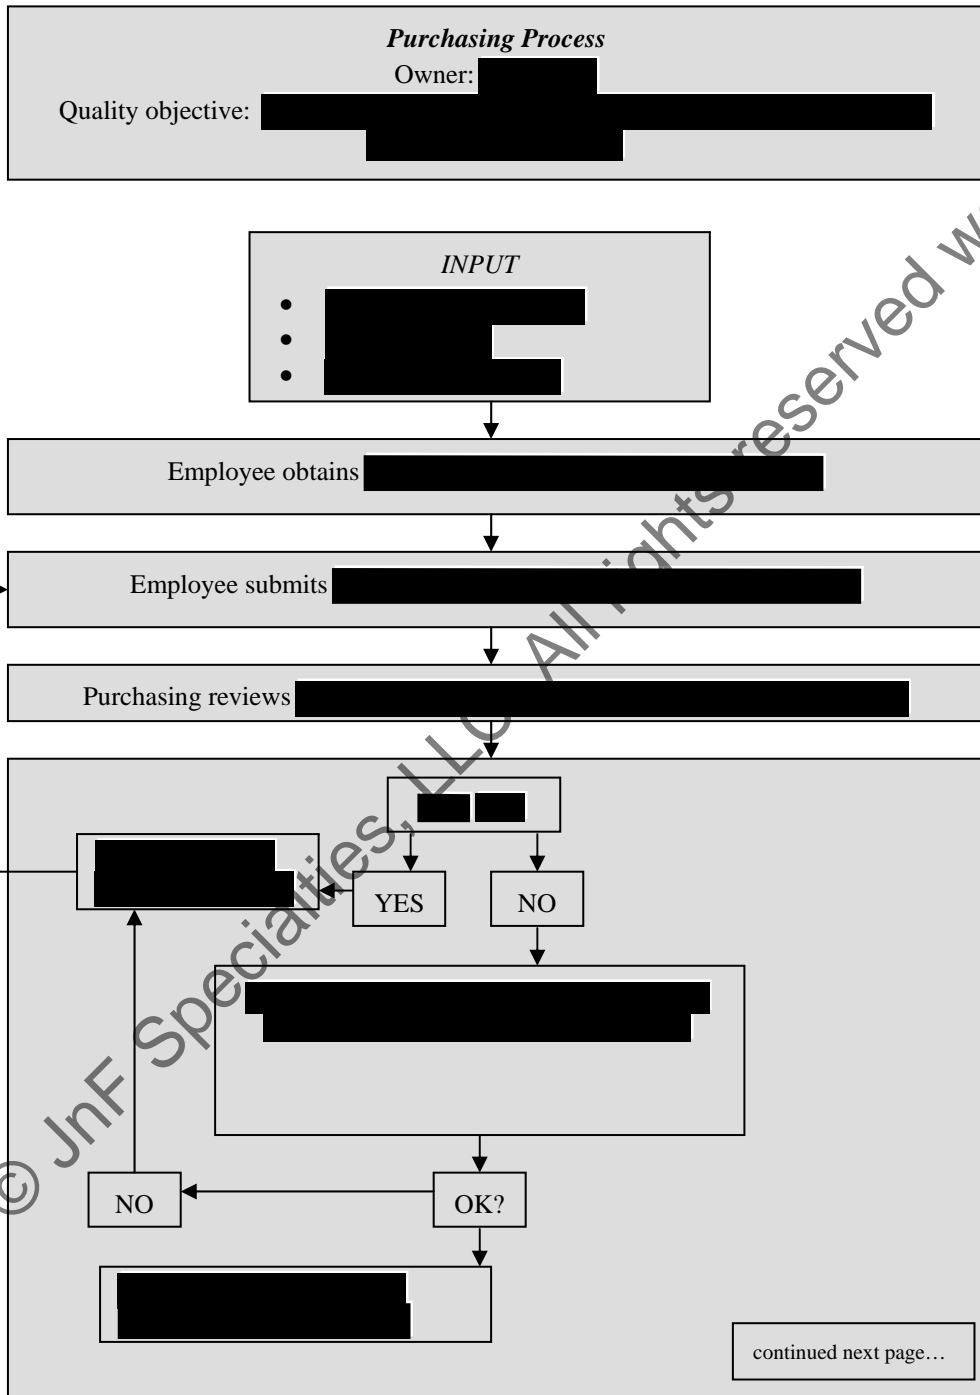 Purchasing Process
Owner:
Quality objective:
INPUT
•
•
•
Employee obtains
Employee submits
Purchasing reviews
YES
NO
NO
OK?
continued next page…
© JnF Specialties, LLC All rights reserved